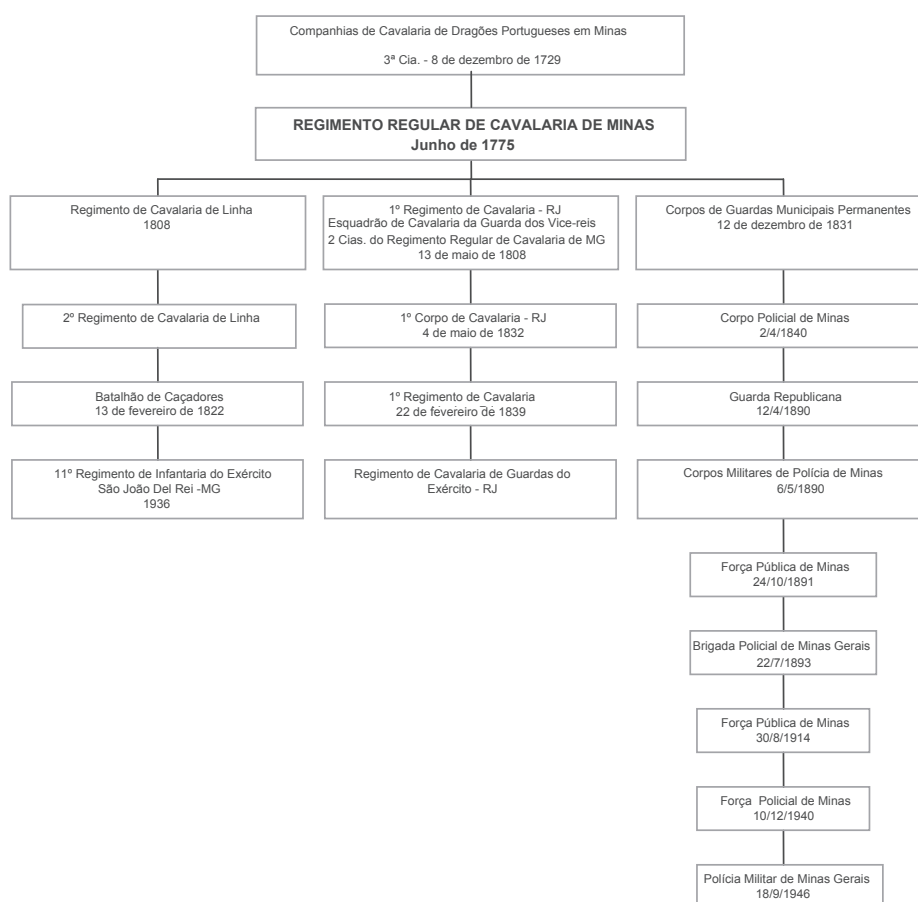 Companhias de Cavalaria de Dragões Portugueses em Minas
3ª Cia. - 8 de dezembro de 1729
REGIMENTO REGULAR DE CAVALARIA DE MINAS
Junho de 1775
Regimento de Cavalaria de Linha
1808
2º Regimento de Cavalaria de Linha
Batalhão de Caçadores
13 de fevereiro de 1822
11º Regimento de Infantaria do Exército
São João Del Rei -MG
1936
1º Regimento de Cavalaria - RJ
Esquadrão de Cavalaria da Guarda dos Vice-reis
2 Cias. do Regimento Regular de Cavalaria de MG
13 de maio de 1808
1º Corpo de Cavalaria - RJ
4 de maio de 1832
1º Regimento de Cavalaria
22 de fevereiro de 1839
Regimento de Cavalaria de Guardas do
Exército - RJ
Corpos de Guardas Municipais Permanentes
12 de dezembro de 1831
Corpo Policial de Minas
2/4/1840
Guarda Republicana
12/4/1890
Corpos Militares de Polícia de Minas
6/5/1890
Força Pública de Minas
24/10/1891
Brigada Policial de Minas Gerais
22/7/1893
Força Pública de Minas
30/8/1914
Força Policial de Minas
10/12/1940
Polícia Militar de Minas Gerais
18/9/1946